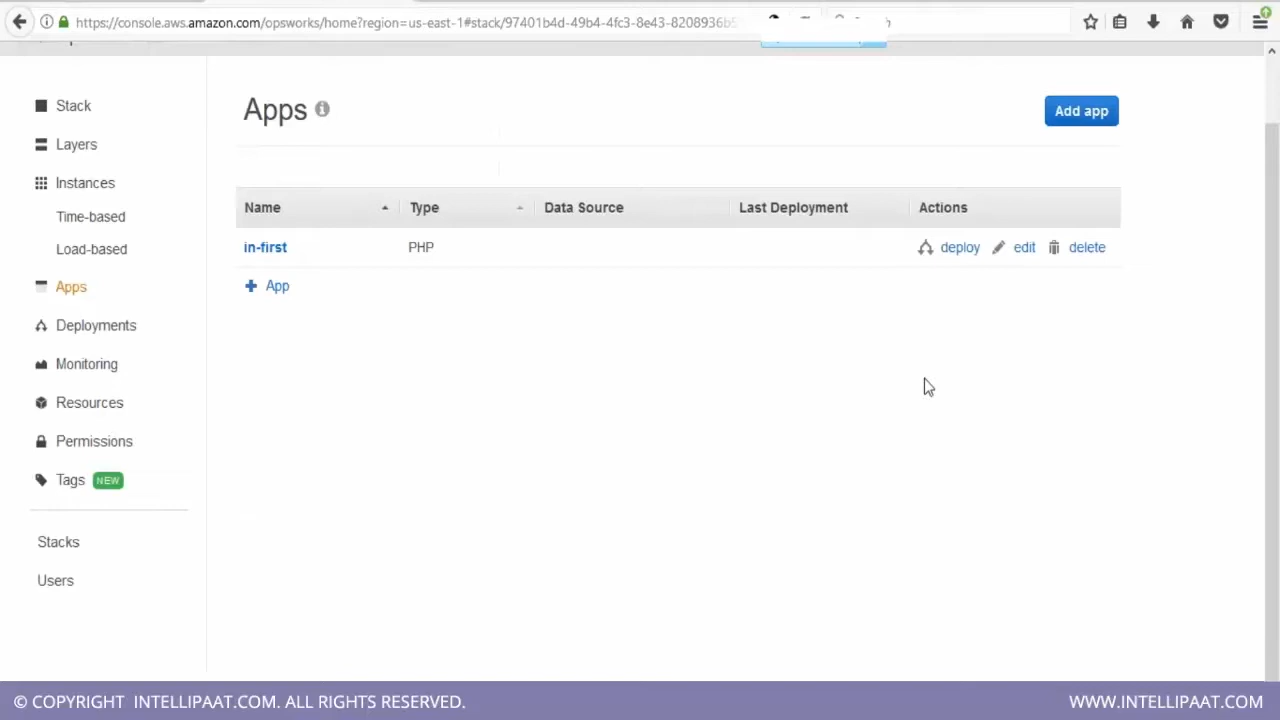 https://console.aws.amazon.com/opsworks/home?region=us-east-1#stack/97401b4d-49b4-4fc3-8e43-8208936b5
Stack
Layers
Instances
Time-based
Load-based
Apps
Deployments
Monitoring
Resources
Permissions
Tags NEW
Stacks
Users
Apps
Add app
Name Type Data Source Last Deployment Actions
in-first PHP deploy edit delete
App
© COPYRIGHT INTELLIPAAT.COM. ALL RIGHTS RESERVED.
WWW.INTELLIPAAT.COM